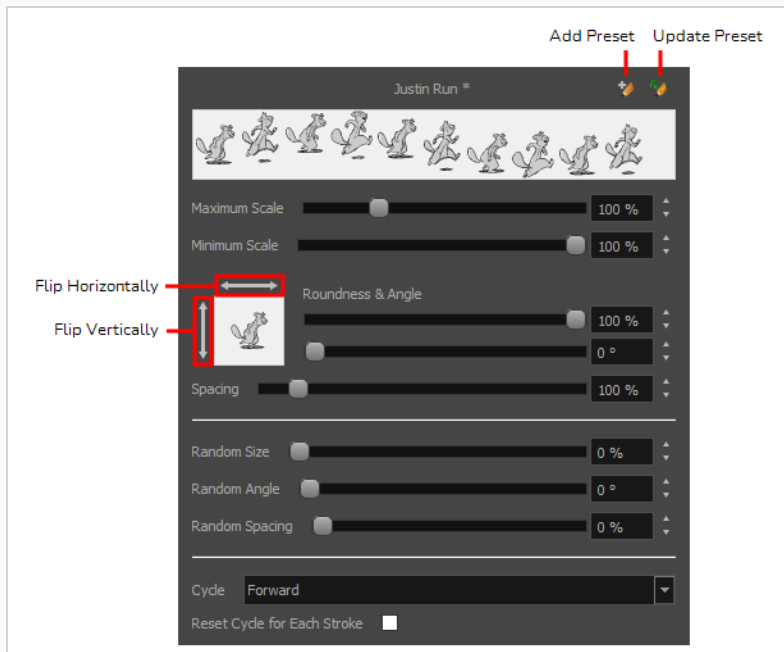 Add Preset Update Preset
Justin Run *
Maximum Scale 100 %
Minimum Scale 100 %
Flip Horizontally
Roundness & Angle
100 %
Flip Vertically
0 °
Spacing 100 %
Random Size 0 %
Random Angle 0 °
Random Spacing 0 %
Cycle Forward
Reset Cycle for Each Stroke